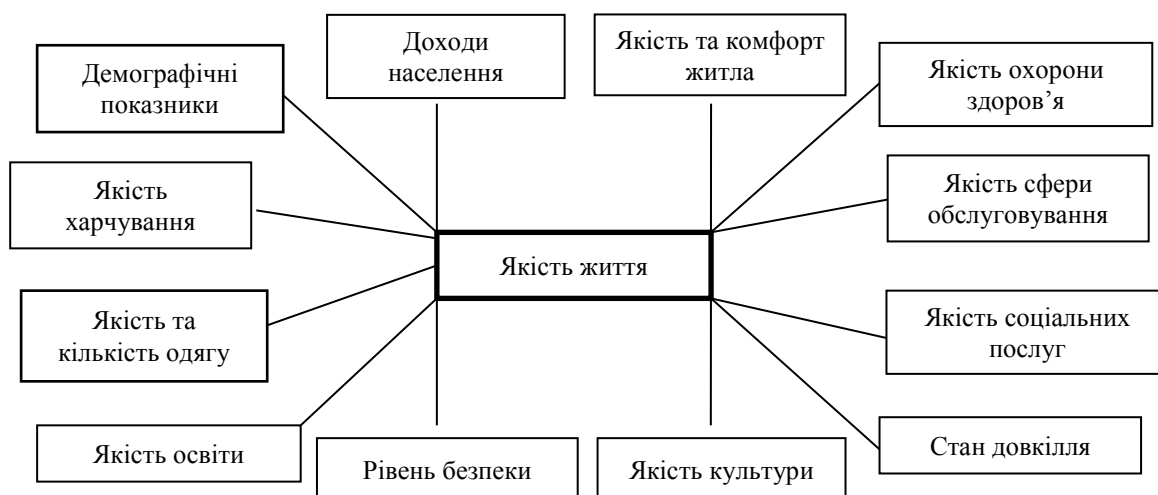 Доходи
населення
Якість та комфорт
житла
Демографічні
показники
Якість охорони
здоров’я
Якість
харчування
Якість сфери
обслуговування
Якість життя
Якість та
кількість одягу
Якість соціальних
послуг
Якість освіти
Рівень безпеки
Якість культури
Стан довкілля